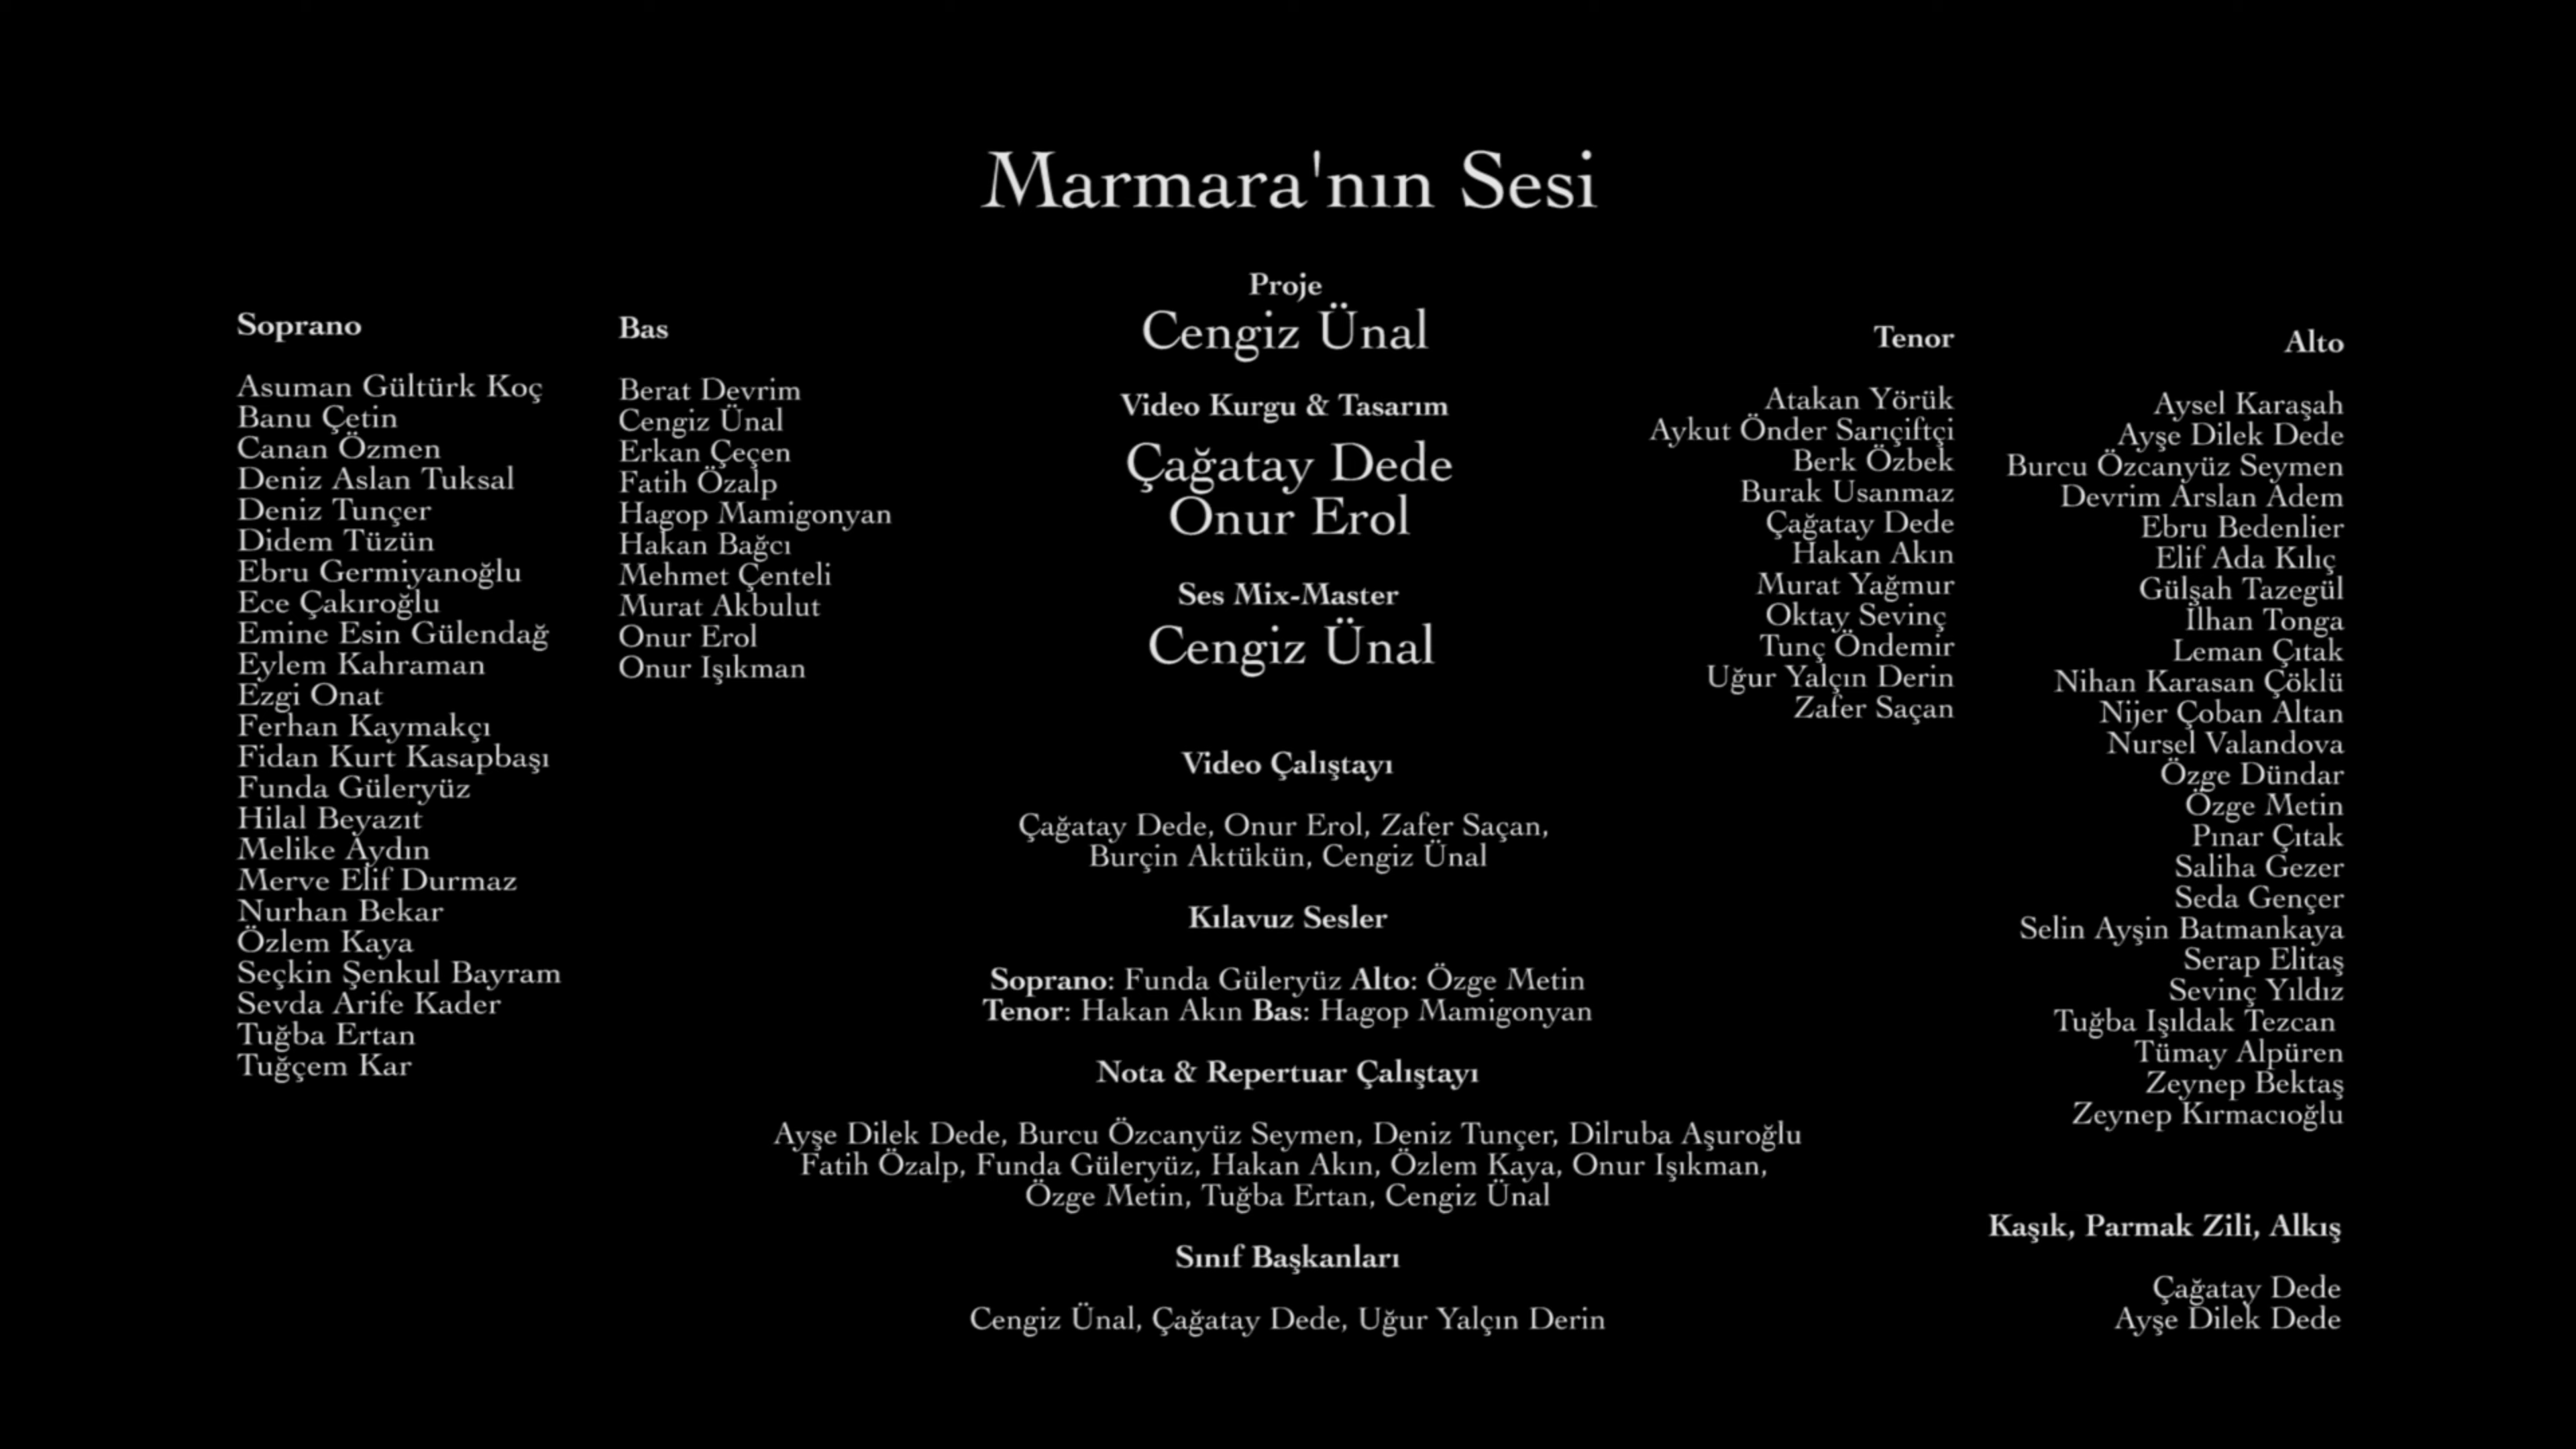 Marmara'nın Sesi
Soprano
Asuman Gültürk Koç
Banu Çetin
Canan Özmen
Deniz Aslan Tuksal
Deniz Tunçer
Didem Tüzün
Ebru Germiyanoğlu
Ece Çakıroğlu
Emine Esin Gülendağ
Eylem Kahraman
Ezgi Onat
Ferhan Kaymakçı
Fidan Kurt Kasapbaşı
Funda Güleryüz
Hilal Beyazıt
Melike Aydın
Merve Elif Durmaz
Nurhan Bekar
Özlem Kaya
Seçkin Şenkul Bayram
Sevda Arife Kader
Tuğba Ertan
Tuğçem Kar
Bas
Berat Devrim
Cengiz Ünal
Erkan Çeçen
Fatih Özalp
Hagop Mamigonyan
Hakan Bağcı
Mehmet Çenteli
Murat Akbulut
Onur Erol
Onur Işıkman
Proje
Cengiz Ünal
Video Kurgu & Tasarım
Çağatay Dede
Onur Erol
Ses Mix-Master
Cengiz Ünal
Video Çalıştayı
Çağatay Dede, Onur Erol, Zafer Saçan,
Burçin Aktükün, Cengiz Ünal
Kılavuz Sesler
Soprano: Funda Güleryüz Alto: Özge Metin
Tenor: Hakan Akın Bas: Hagop Mamigonyan
Nota & Repertuar Çalıştayı
Ayşe Dilek Dede, Burcu Özcanyüz Seymen, Deniz Tunçer, Dilruba Aşuroğlu
Fatih Özalp, Funda Güleryüz, Hakan Akın, Özlem Kaya, Onur Işıkman,
Özge Metin, Tuğba Ertan, Cengiz Ünal
Sınıf Başkanları
Cengiz Ünal, Çağatay Dede, Uğur Yalçın Derin
Tenor
Atakan Yörük
Aykut Önder Sarıçiftçi
Berk Özbek
Burak Usanmaz
Çağatay Dede
Hakan Akın
Murat Yağmur
Oktay Sevinç
Tunç Öndemir
Uğur Yalçın Derin
Zafer Saçan
Alto
Aysel Karaşah
Ayşe Dilek Dede
Burcu Özcanyüz Seymen
Devrim Arslan Adem
Ebru Bedenlier
Elif Ada Kılıç
Gülşah Tazegül
İlhan Tonga
Leman Çıtak
Nihan Karasan Çöklü
Nijer Çoban Altan
Nursel Valandova
Özge Dündar
Özge Metin
Pınar Çıtak
Saliha Gezer
Seda Gençer
Selin Ayşin Batmankaya
Serap Elitaş
Sevinç Yıldız
Tuğba Işıldak Tezcan
Tümay Alpüren
Zeynep Bektaş
Zeynep Kırmacıoğlu
Kaşık, Parmak Zili, Alkış
Çağatay Dede
Ayşe Dilek Dede